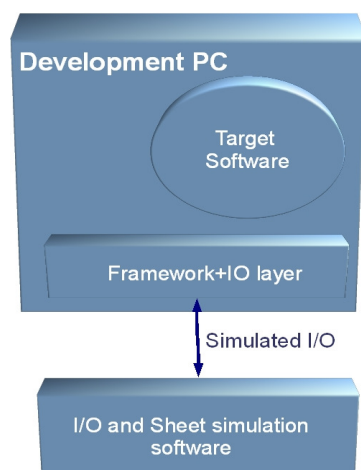 Development PC
Target
Software
Framework+IO layer
Simulated I/O
I/O and Sheet simulation
software